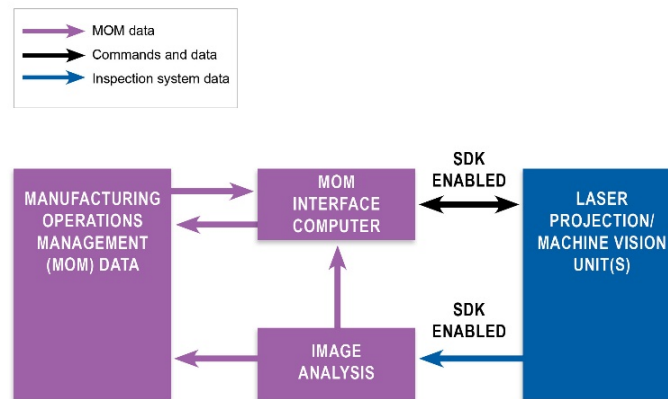 MOM data
Commands and data
Inspection system data
SDK
ENABLED
MANUFACTURING
OPERATIONS
MANAGEMENT
(MOM) DATA
MOM
INTERFACE
COMPUTER
LASER
PROJECTION/
MACHINE VISION
UNIT(S)
SDK
ENABLED
IMAGE
ANALYSIS